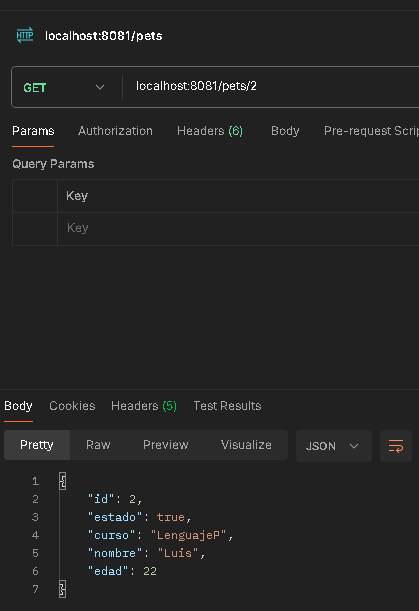 HTTP localhost:8081/pets
GET localhost:8081/pets/2
Params Authorization Headers (6) Body Pre-request Scri
Query Params
Key
Key
Body Cookies Headers (5) Test Results
Pretty Raw Preview Visualize JSON
1 {
2 "id": 2,
3 "estado": true,
4 "curso": "LenguajeP",
5 "nombre": "Luis",
6 "edad": 22
7 }